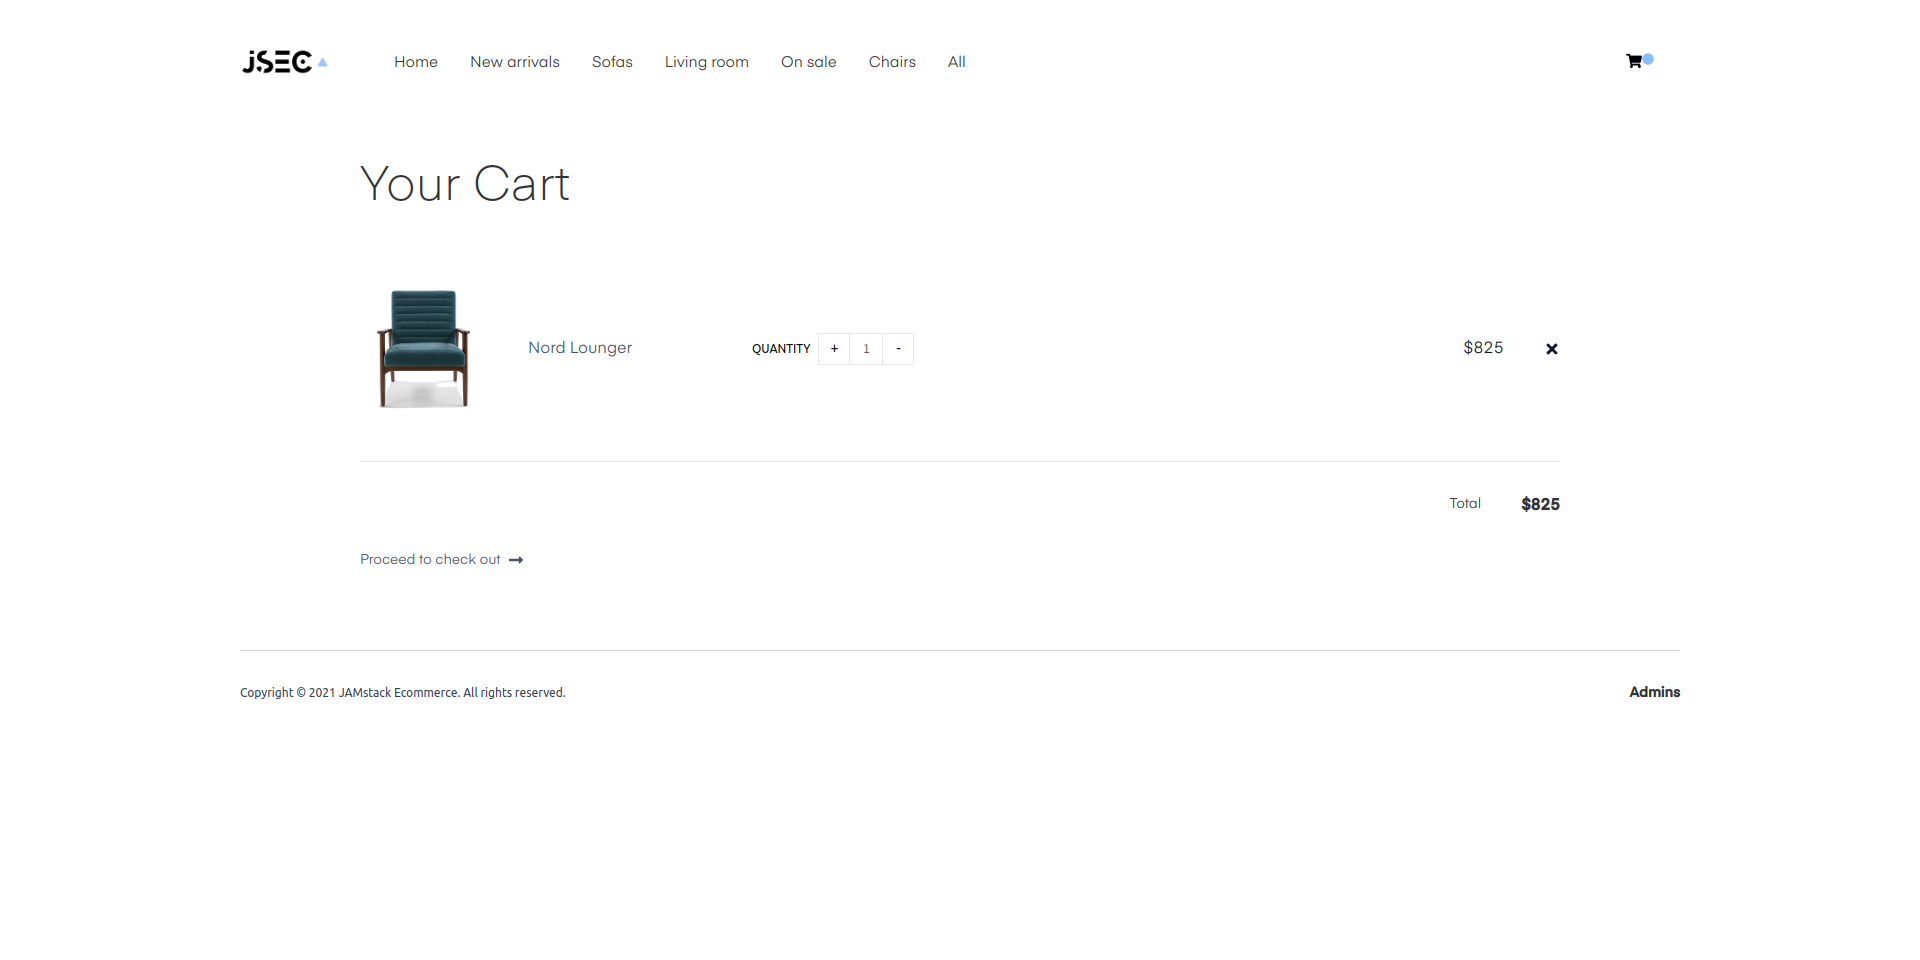 JSEC
Home New arrivals Sofas Living room On sale Chairs All
Your Cart
Nord Lounger QUANTITY + 1 - $825
Total $825
Proceed to check out
Copyright © 2021 JAMstack Ecommerce. All rights reserved. Admins